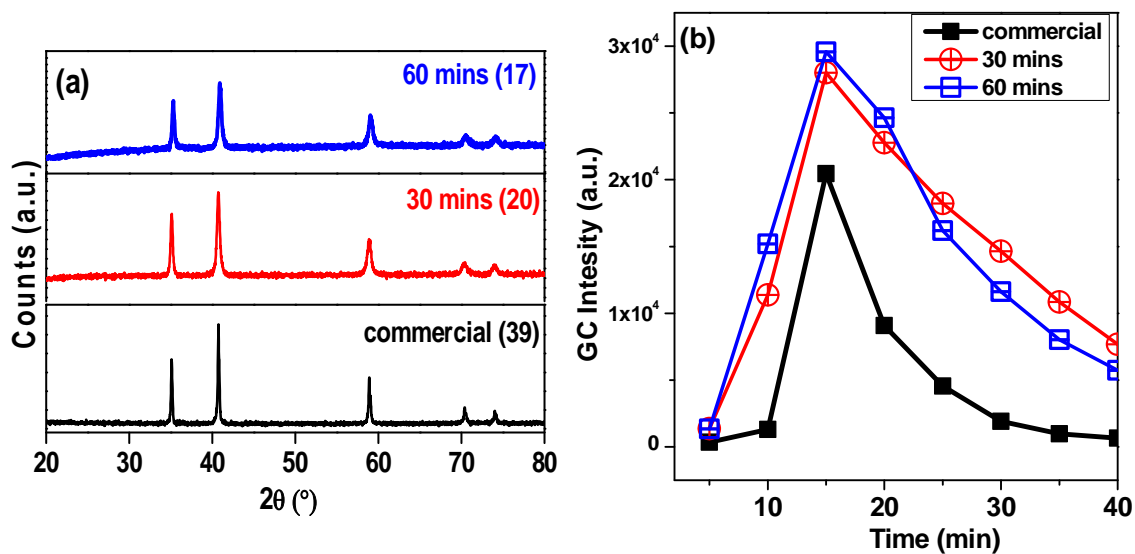 (a)
60 mins (17)
30 mins (20)
commercial (39)
Counts (a.u.)
20 30 40 50 60 70 80
2θ (°)
(b)
commercial
30 mins
60 mins
3x10⁴
2x10⁴
1x10⁴
0
GC Intesity (a.u.)
10 20 30 40
Time (min)